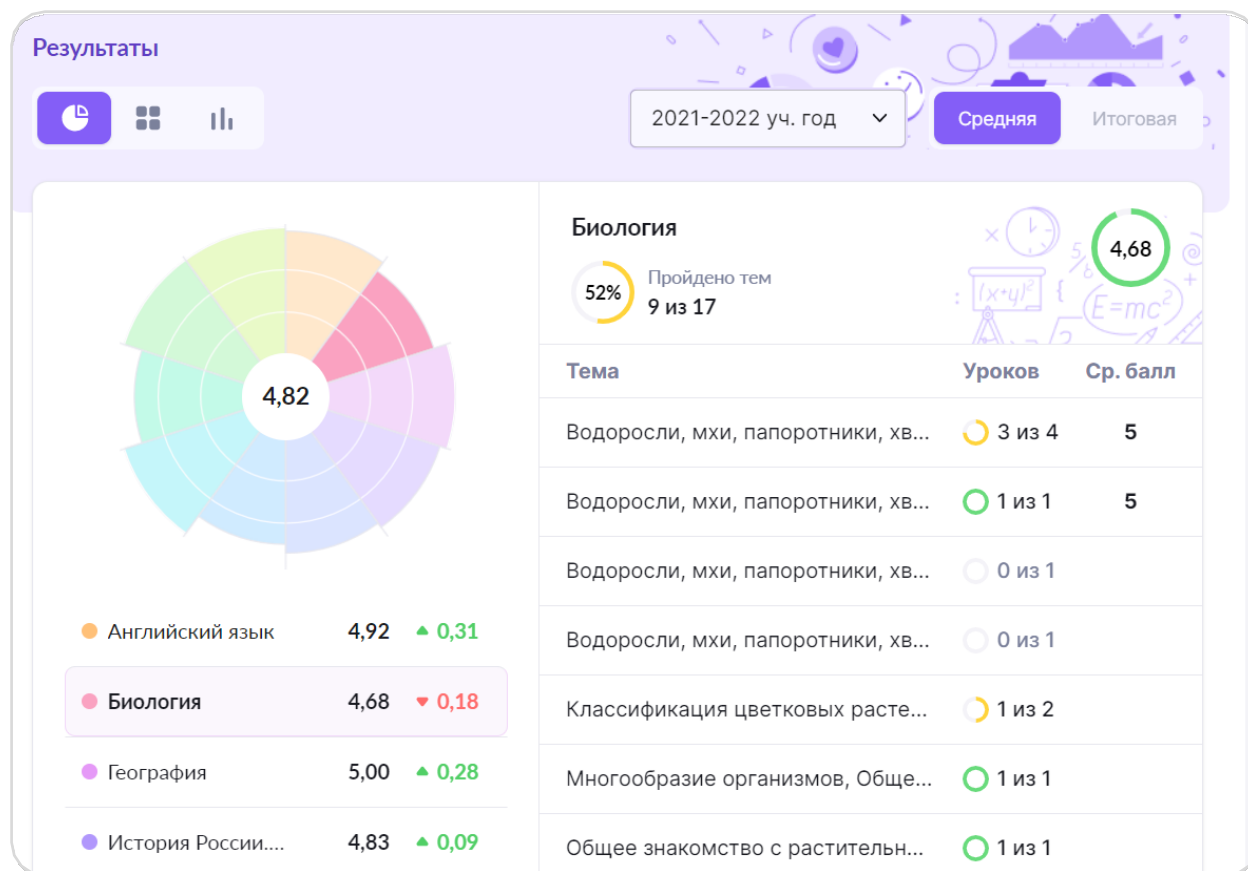 Результаты
2021-2022 уч. год
Средняя
Итоговая
4,82
Английский язык 4,92 0,31
Биология 4,68 0,18
География 5,00 0,28
История России.... 4,83 0,09
Биология
4,68
52%
Пройдено тем
9 из 17
(x+y)²
E=mc²
Тема Уроков Ср. балл
Водоросли, мхи, папоротники, хв... 3 из 4 5
Водоросли, мхи, папоротники, хв... 1 из 1 5
Водоросли, мхи, папоротники, хв... 0 из 1
Водоросли, мхи, папоротники, хв... 0 из 1
Классификация цветковых расте... 1 из 2
Многообразие организмов, Обще... 1 из 1
Общее знакомство с растительн... 1 из 1